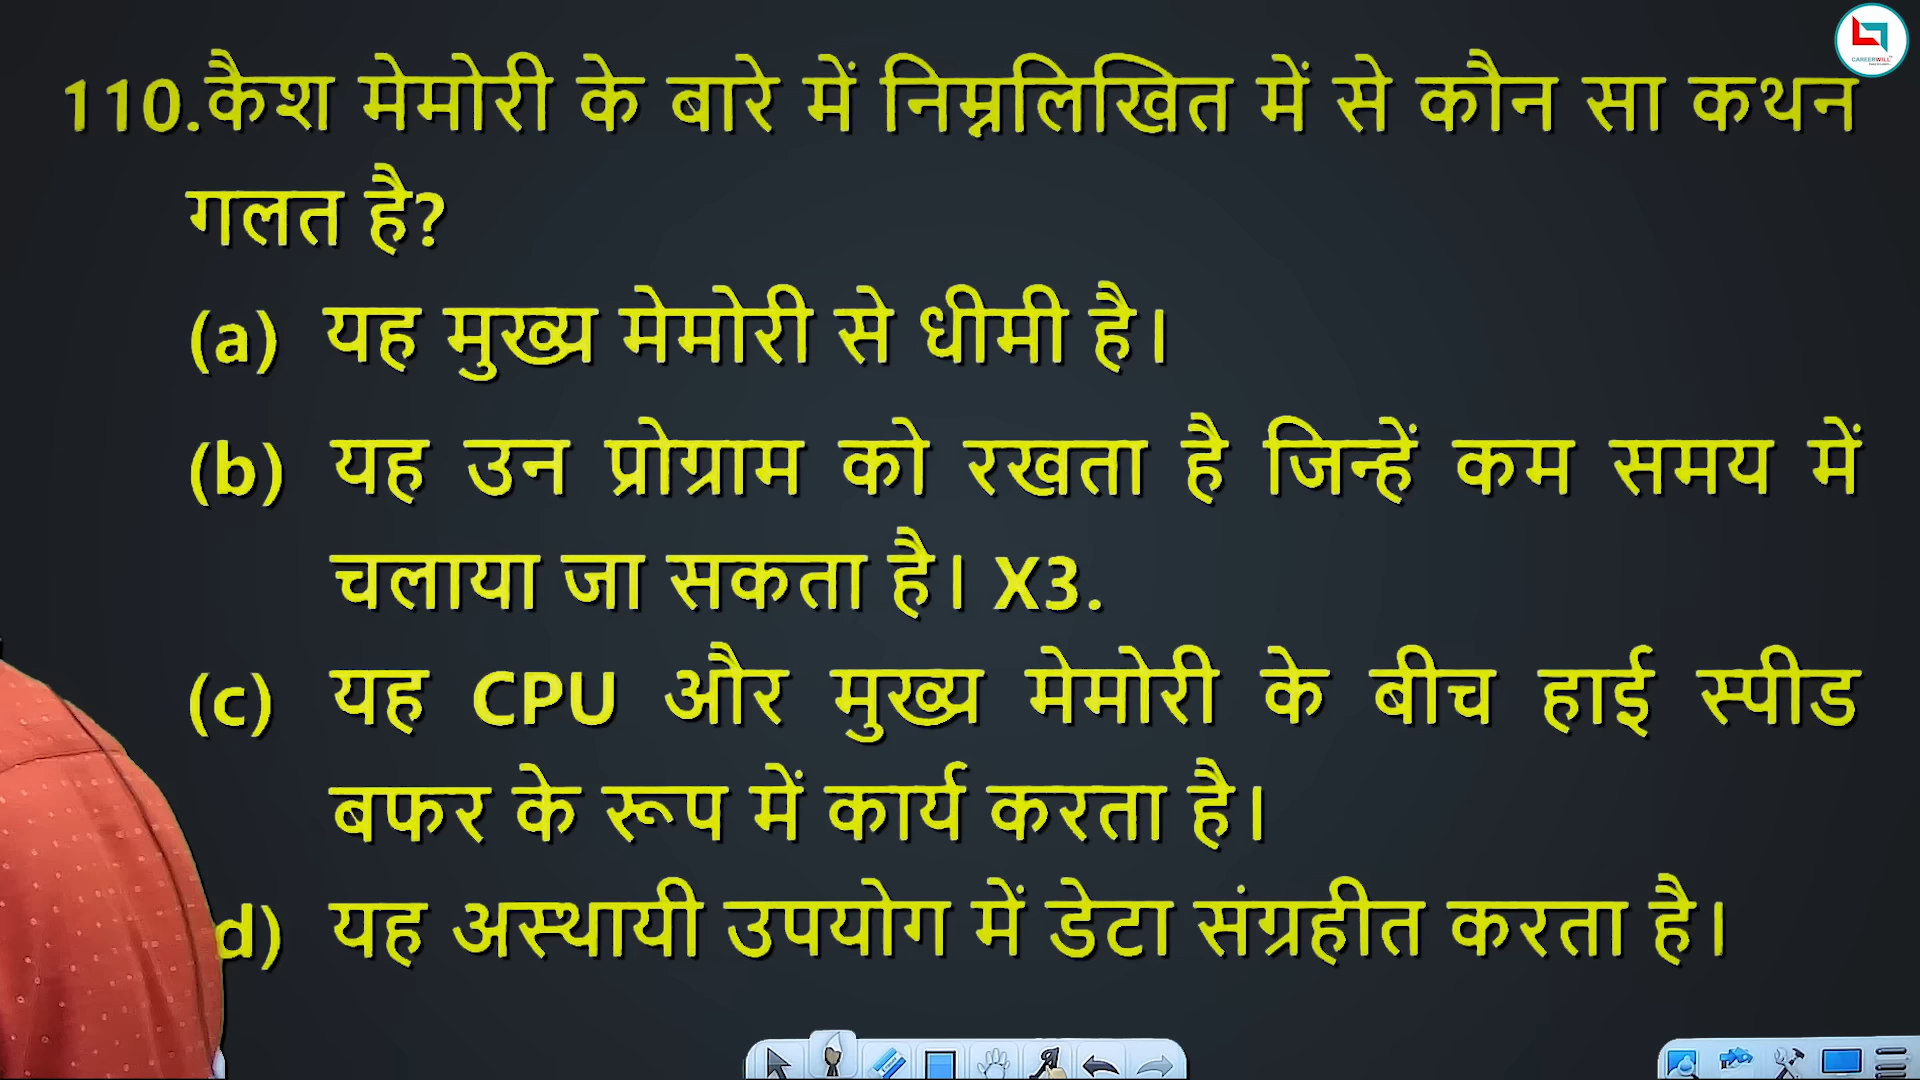 CAREERWILL
110.कैश मेमोरी के बारे में निम्नलिखित में से कौन सा कथन
गलत है?
(a) यह मुख्य मेमोरी से धीमी है।
(b) यह उन प्रोग्राम को रखता है जिन्हें कम समय में
चलाया जा सकता है। X3.
(c) यह CPU और मुख्य मेमोरी के बीच हाई स्पीड
बफर के रूप में कार्य करता है।
d) यह अस्थायी उपयोग में डेटा संग्रहीत करता है।